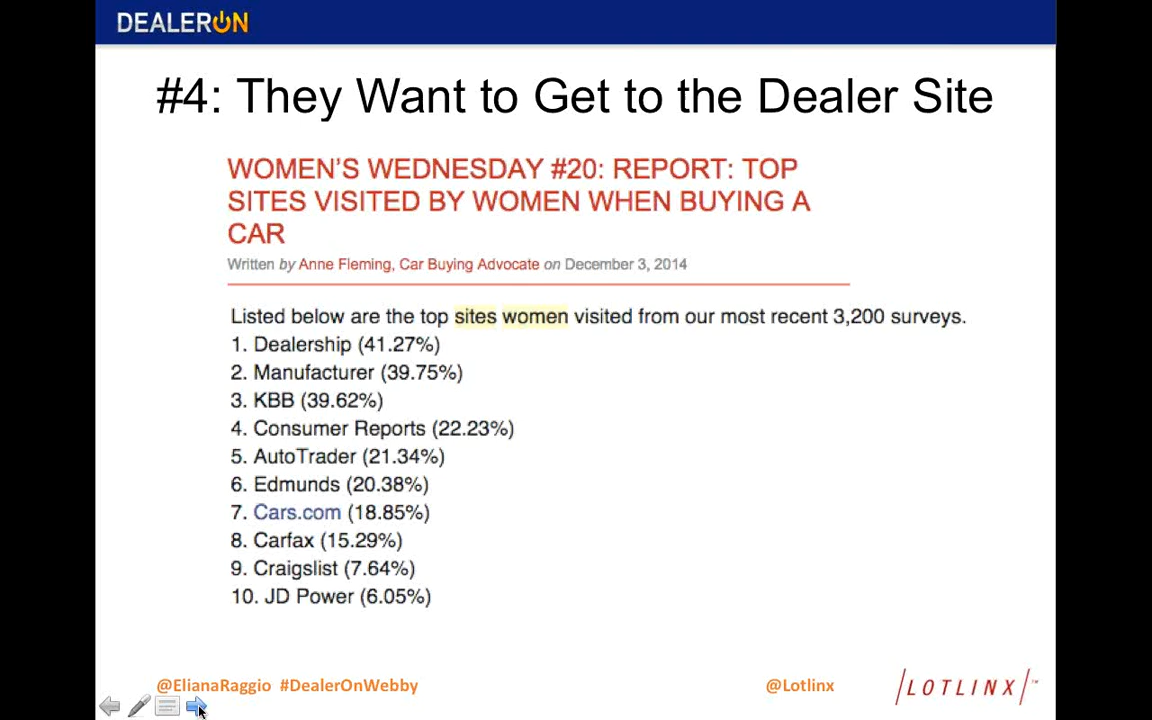 DEALERON
#4: They Want to Get to the Dealer Site
WOMEN'S WEDNESDAY #20: REPORT: TOP
SITES VISITED BY WOMEN WHEN BUYING A
CAR
Written by Anne Fleming, Car Buying Advocate on December 3, 2014
Listed below are the top sites women visited from our most recent 3,200 surveys.
1. Dealership (41.27%)
2. Manufacturer (39.75%)
3. KBB (39.62%)
4. Consumer Reports (22.23%)
5. AutoTrader (21.34%)
6. Edmunds (20.38%)
7. Cars.com (18.85%)
8. Carfax (15.29%)
9. Craigslist (7.64%)
10. JD Power (6.05%)
@ElianaRaggio #DealerOnWebby
@Lotlinx
LOTLINX™